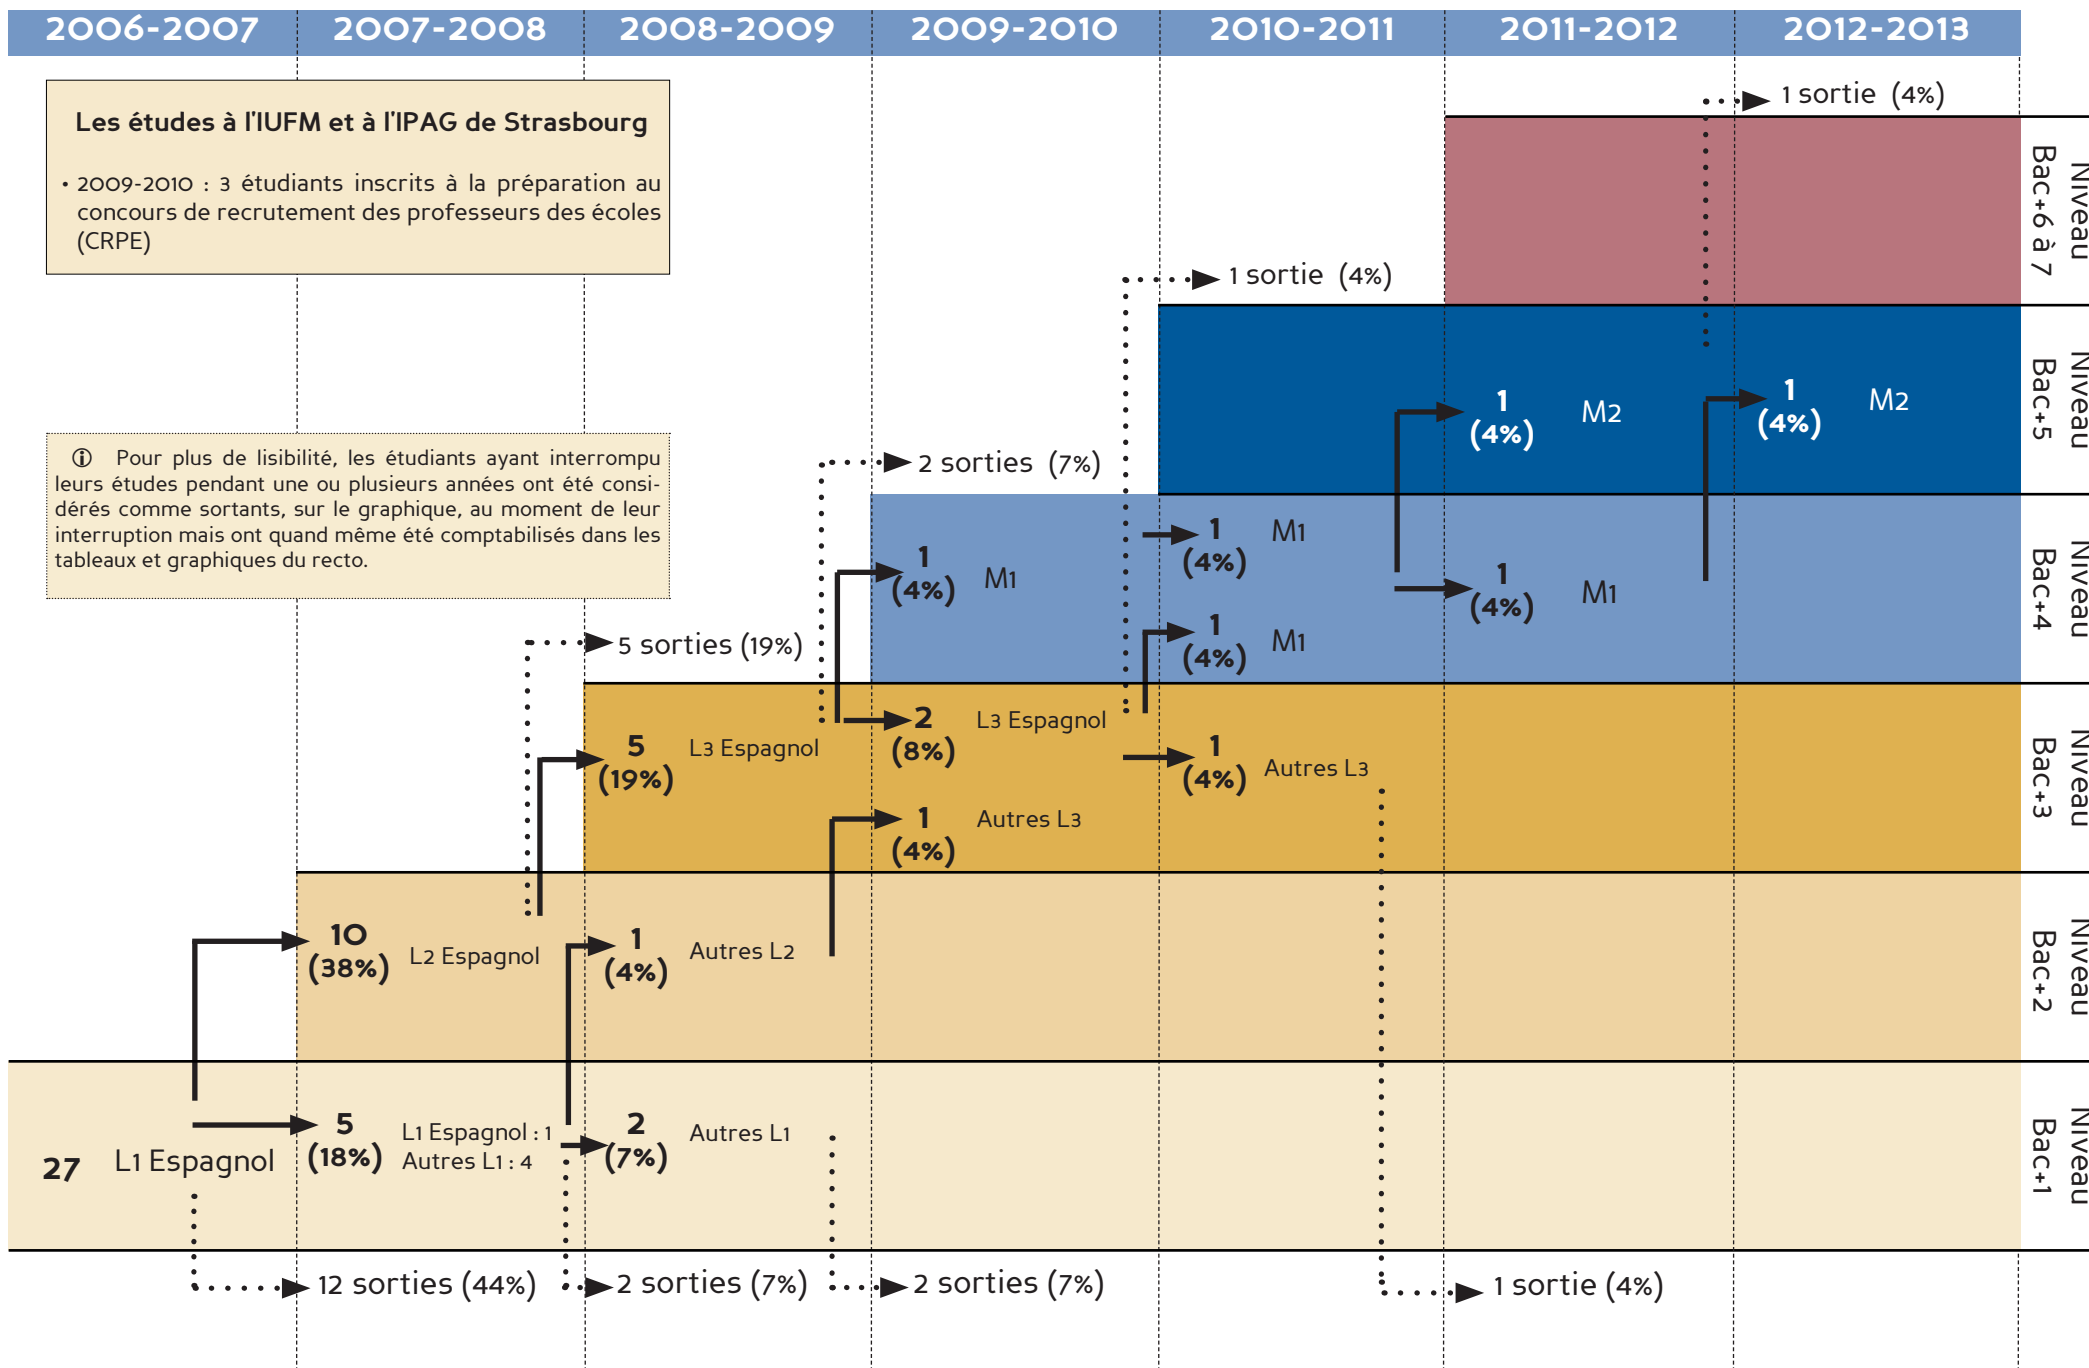 2006-2007
2007-2008
2008-2009
2009-2010
2010-2011
2011-2012
2012-2013
Les études à l'IUFM et à l'IPAG de Strasbourg
• 2009-2010 : 3 étudiants inscrits à la préparation au
concours de recrutement des professeurs des écoles
(CRPE)
1 sortie (4%)
Niveau
Bac+6 à 7
1 sortie (4%)
Niveau
Bac+5
1
(4%)
M2
1
(4%)
M2
ⓘ Pour plus de lisibilité, les étudiants ayant interrompu
leurs études pendant une ou plusieurs années ont été consi-
dérés comme sortants, sur le graphique, au moment de leur
interruption mais ont quand même été comptabilisés dans les
tableaux et graphiques du recto.
2 sorties (7%)
1
(4%)
M1
1
(4%)
M1
1
(4%)
M1
1
(4%)
M1
Niveau
Bac+4
5 sorties (19%)
5
(19%)
L3 Espagnol
2
(8%)
L3 Espagnol
1
(4%)
Autres L3
1
(4%)
Autres L3
Niveau
Bac+3
10
(38%)
L2 Espagnol
1
(4%)
Autres L2
Niveau
Bac+2
27
L1 Espagnol
5
(18%)
L1 Espagnol : 1
Autres L1 : 4
2
(7%)
Autres L1
Niveau
Bac+1
12 sorties (44%)
2 sorties (7%)
2 sorties (7%)
1 sortie (4%)